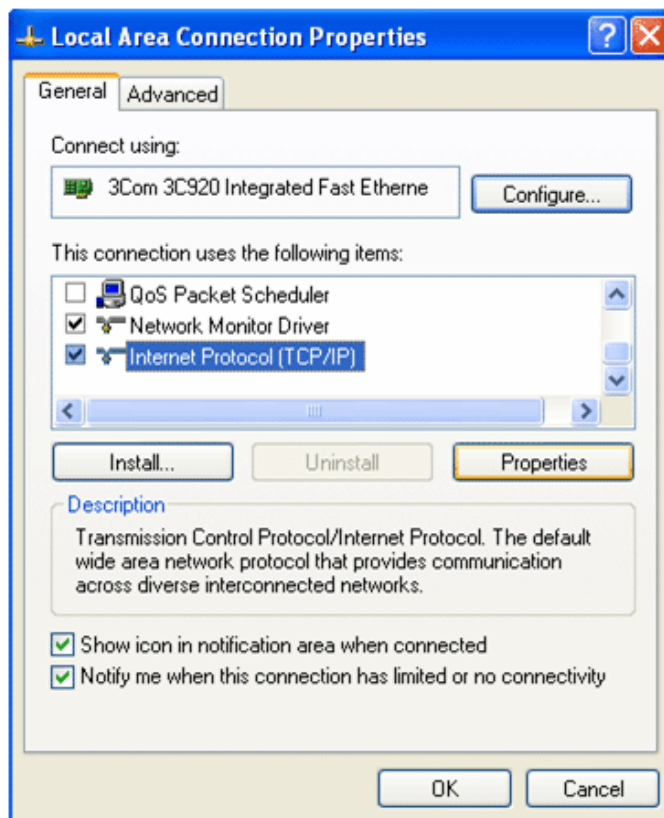 Local Area Connection Properties
General Advanced
Connect using:
3Com 3C920 Integrated Fast Etherne
Configure...
This connection uses the following items:
QoS Packet Scheduler
Network Monitor Driver
Internet Protocol (TCP/IP)
Install... Uninstall Properties
Description
Transmission Control Protocol/Internet Protocol. The default
wide area network protocol that provides communication
across diverse interconnected networks.
Show icon in notification area when connected
Notify me when this connection has limited or no connectivity
OK Cancel